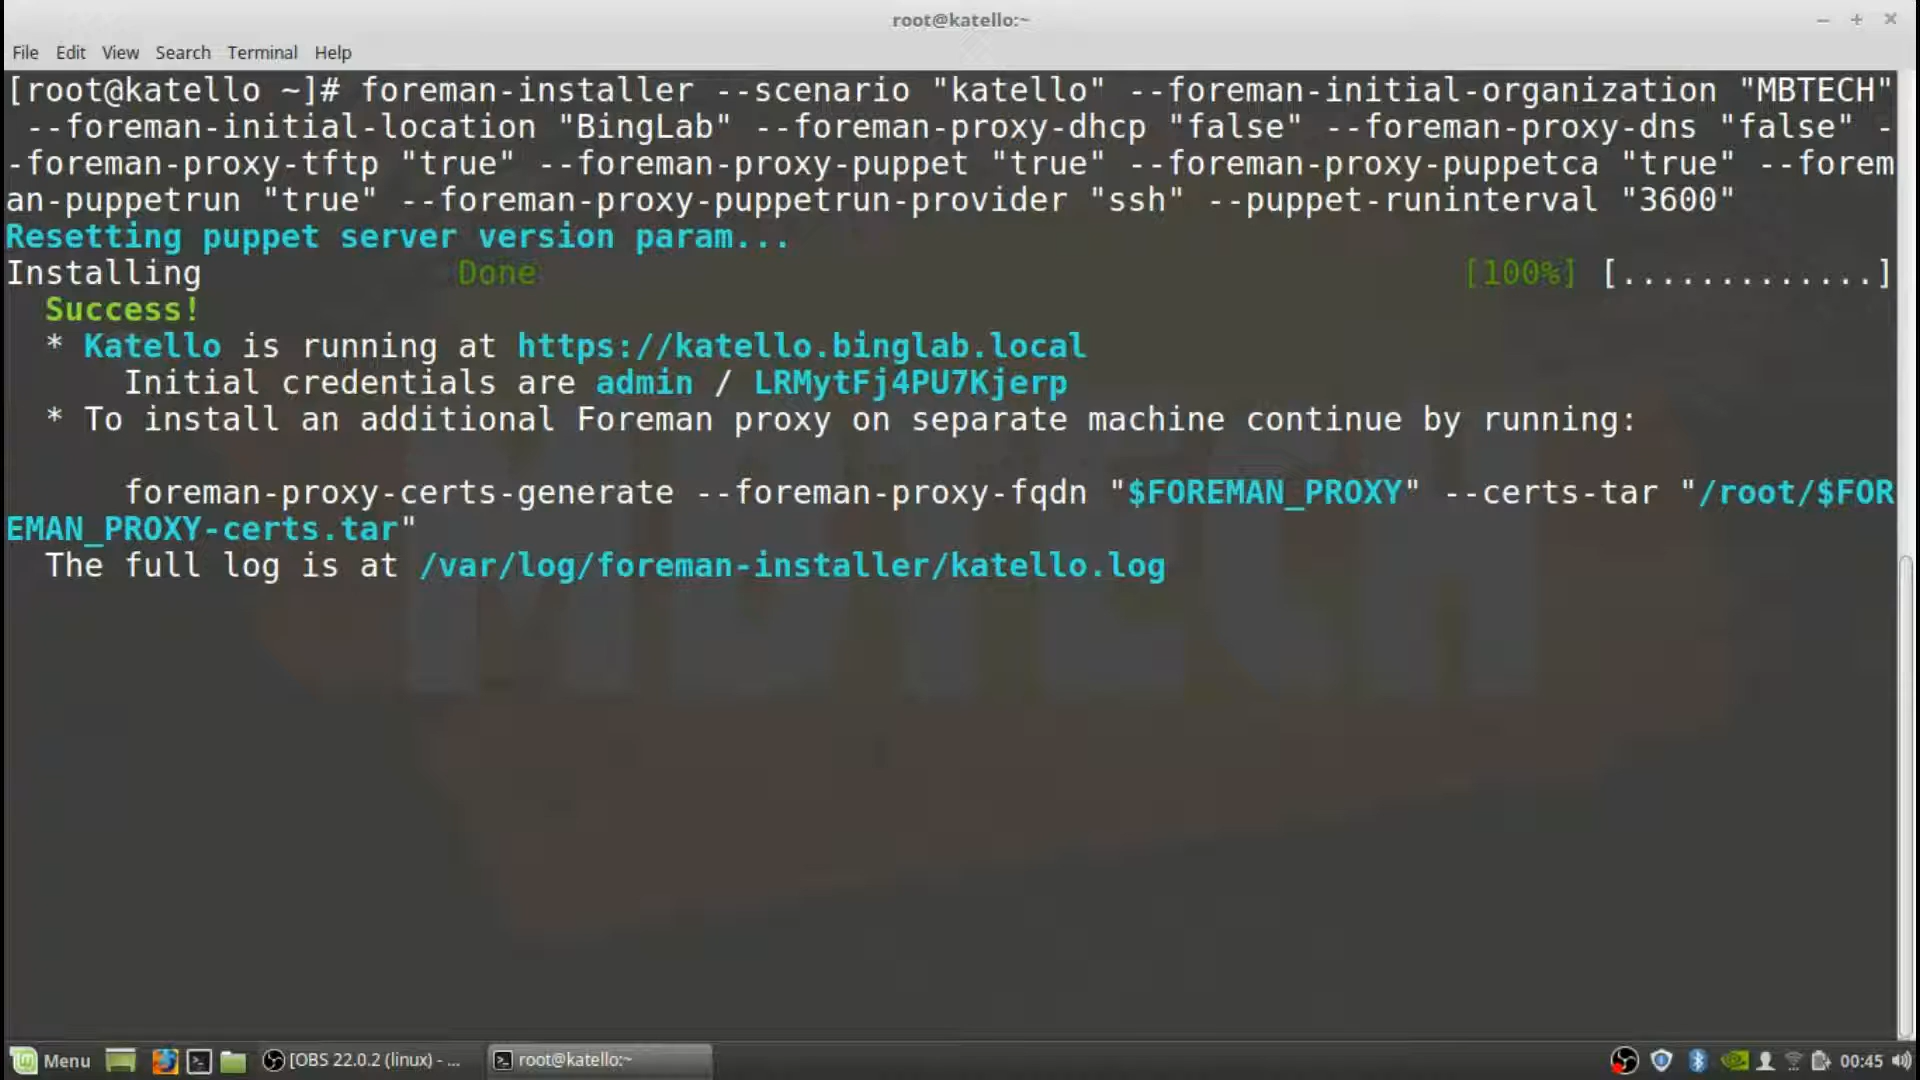 root@katello:~
File Edit View Search Terminal Help
[root@katello ~]# foreman-installer --scenario "katello" --foreman-initial-organization "MBTECH"
 --foreman-initial-location "BingLab" --foreman-proxy-dhcp "false" --foreman-proxy-dns "false" -
-foreman-proxy-tftp "true" --foreman-proxy-puppet "true" --foreman-proxy-puppetca "true" --forem
an-puppetrun "true" --foreman-proxy-puppetrun-provider "ssh" --puppet-runinterval "3600"
Resetting puppet server version param...
Installing Done [100%] [.............]
Success!
* Katello is running at https://katello.binglab.local
Initial credentials are admin / LRMytFj4PU7Kjerp
* To install an additional Foreman proxy on separate machine continue by running:
foreman-proxy-certs-generate --foreman-proxy-fqdn "$FOREMAN_PROXY" --certs-tar "/root/$FOR
EMAN_PROXY-certs.tar"
The full log is at /var/log/foreman-installer/katello.log
MBTECH
Menu [OBS 22.0.2 (linux) - ... root@katello:~ 00:45